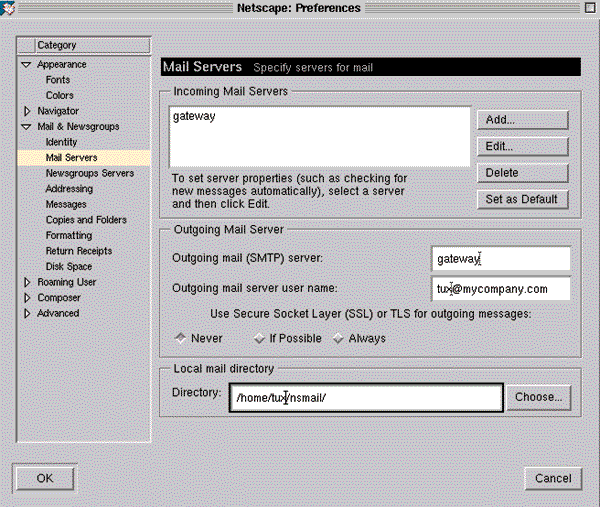 Netscape: Preferences
Category
Appearance
Fonts
Colors
Navigator
Mail & Newsgroups
Identity
Mail Servers
Newsgroups Servers
Addressing
Messages
Copies and Folders
Formatting
Return Receipts
Disk Space
Roaming User
Composer
Advanced
Mail Servers Specify servers for mail
Incoming Mail Servers
gateway
Add...
Edit...
Delete
Set as Default
To set server properties (such as checking for
new messages automatically), select a server
and then click Edit.
Outgoing Mail Server
Outgoing mail (SMTP) server: gateway
Outgoing mail server user name: tux@mycompany.com
Use Secure Socket Layer (SSL) or TLS for outgoing messages:
Never If Possible Always
Local mail directory
Directory: /home/tux/nsmail/ Choose...
OK Cancel